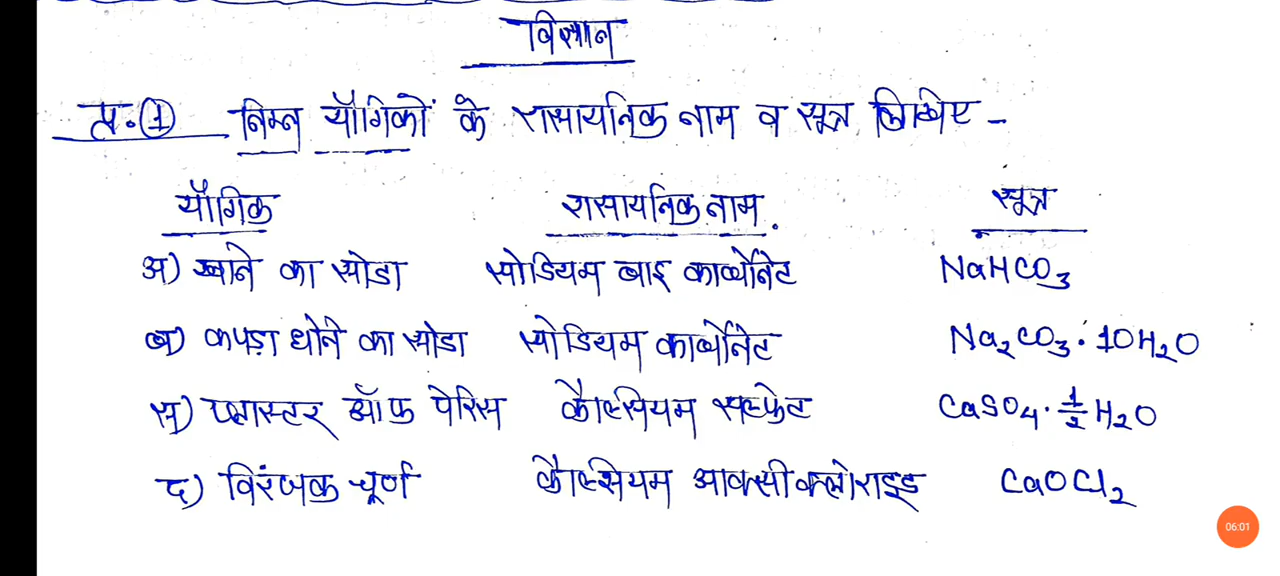 विज्ञान
प्र.① निम्न यौगिकों के रासायनिक नाम व सूत्र लिखिए -
यौगिक रासायनिक नाम. सूत्र
अ) खाने का सोडा सोडियम बाइ कार्बोनेट NaHCO₃
ब) कपड़ा धोने का सोडा सोडियम कार्बोनेट Na₂CO₃·10H₂O
स) प्लास्टर ऑफ पेरिस कैल्सियम सल्फेट CaSO₄·½H₂O
द) विरंजक चूर्ण कैल्सियम आक्सीक्लोराइड CaOCl₂
06:01